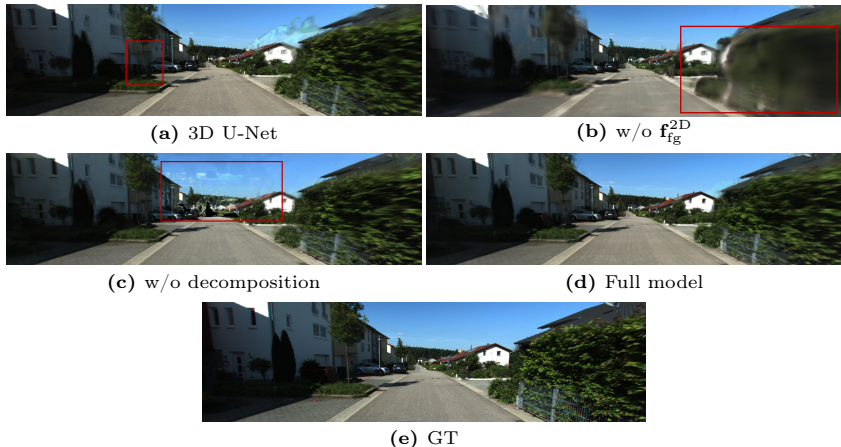 (a) 3D U-Net
(b) w/o f_fg^2D
(c) w/o decomposition
(d) Full model
(e) GT